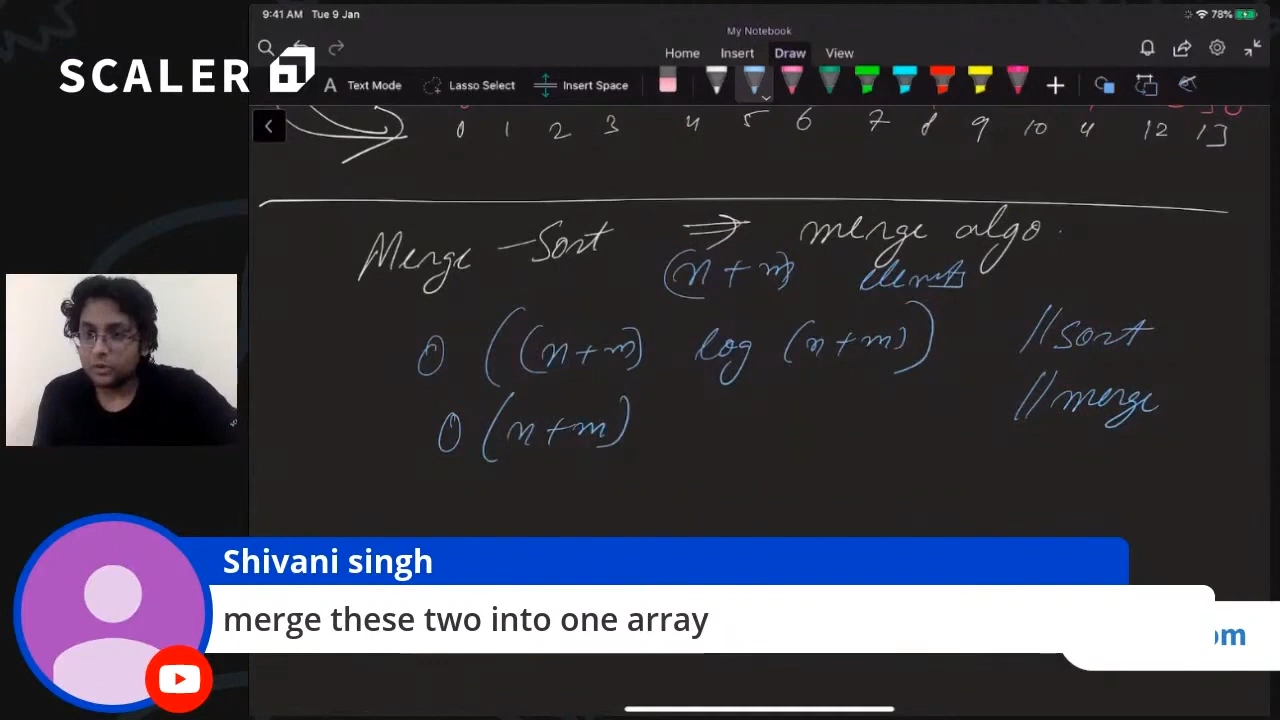 9:41 AM Tue 9 Jan
78%
My Notebook
SCALER
Home Insert Draw View
A Text Mode Lasso Select Insert Space
0 1 2 3 4 5 6 7 8 9 10 11 12 13
Merge - Sort ⇒ merge algo.
(n + m) elements
O ((n+m) log (n+m)) //sort
O (n+m) //merge
Shivani singh
merge these two into one array
om